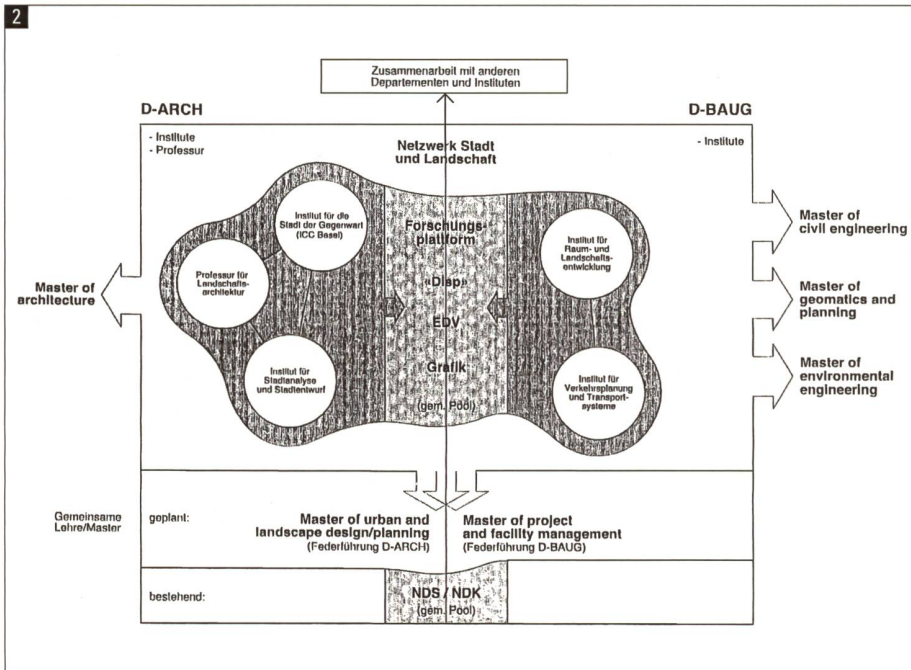 2
Zusammenarbeit mit anderen
Departementen und Instituten
D-ARCH
D-BAUG
- Institute
- Professur
Netzwerk Stadt
und Landschaft
- Institute
Institut für die
Stadt der Gegenwart
(ICC Basel)
Professur für
Landschafts-
architektur
Institut für
Stadtanalyse
und Stadtentwurf
Forschungs-
plattform
«Disp»
EDV
Grafik
(gem. Pool)
Institut für
Raum- und
Landschafts-
entwicklung
Institut für
Verkehrsplanung
und Transport-
systeme
Master of
architecture
Master of
civil engineering
Master of
geomatics and
planning
Master of
environmental
engineering
Gemeinsame
Lehre/Master
geplant:
Master of urban and
landscape design/planning
(Federführung D-ARCH)
Master of project
and facility management
(Federführung D-BAUG)
bestehend:
NDS / NDK
(gem. Pool)